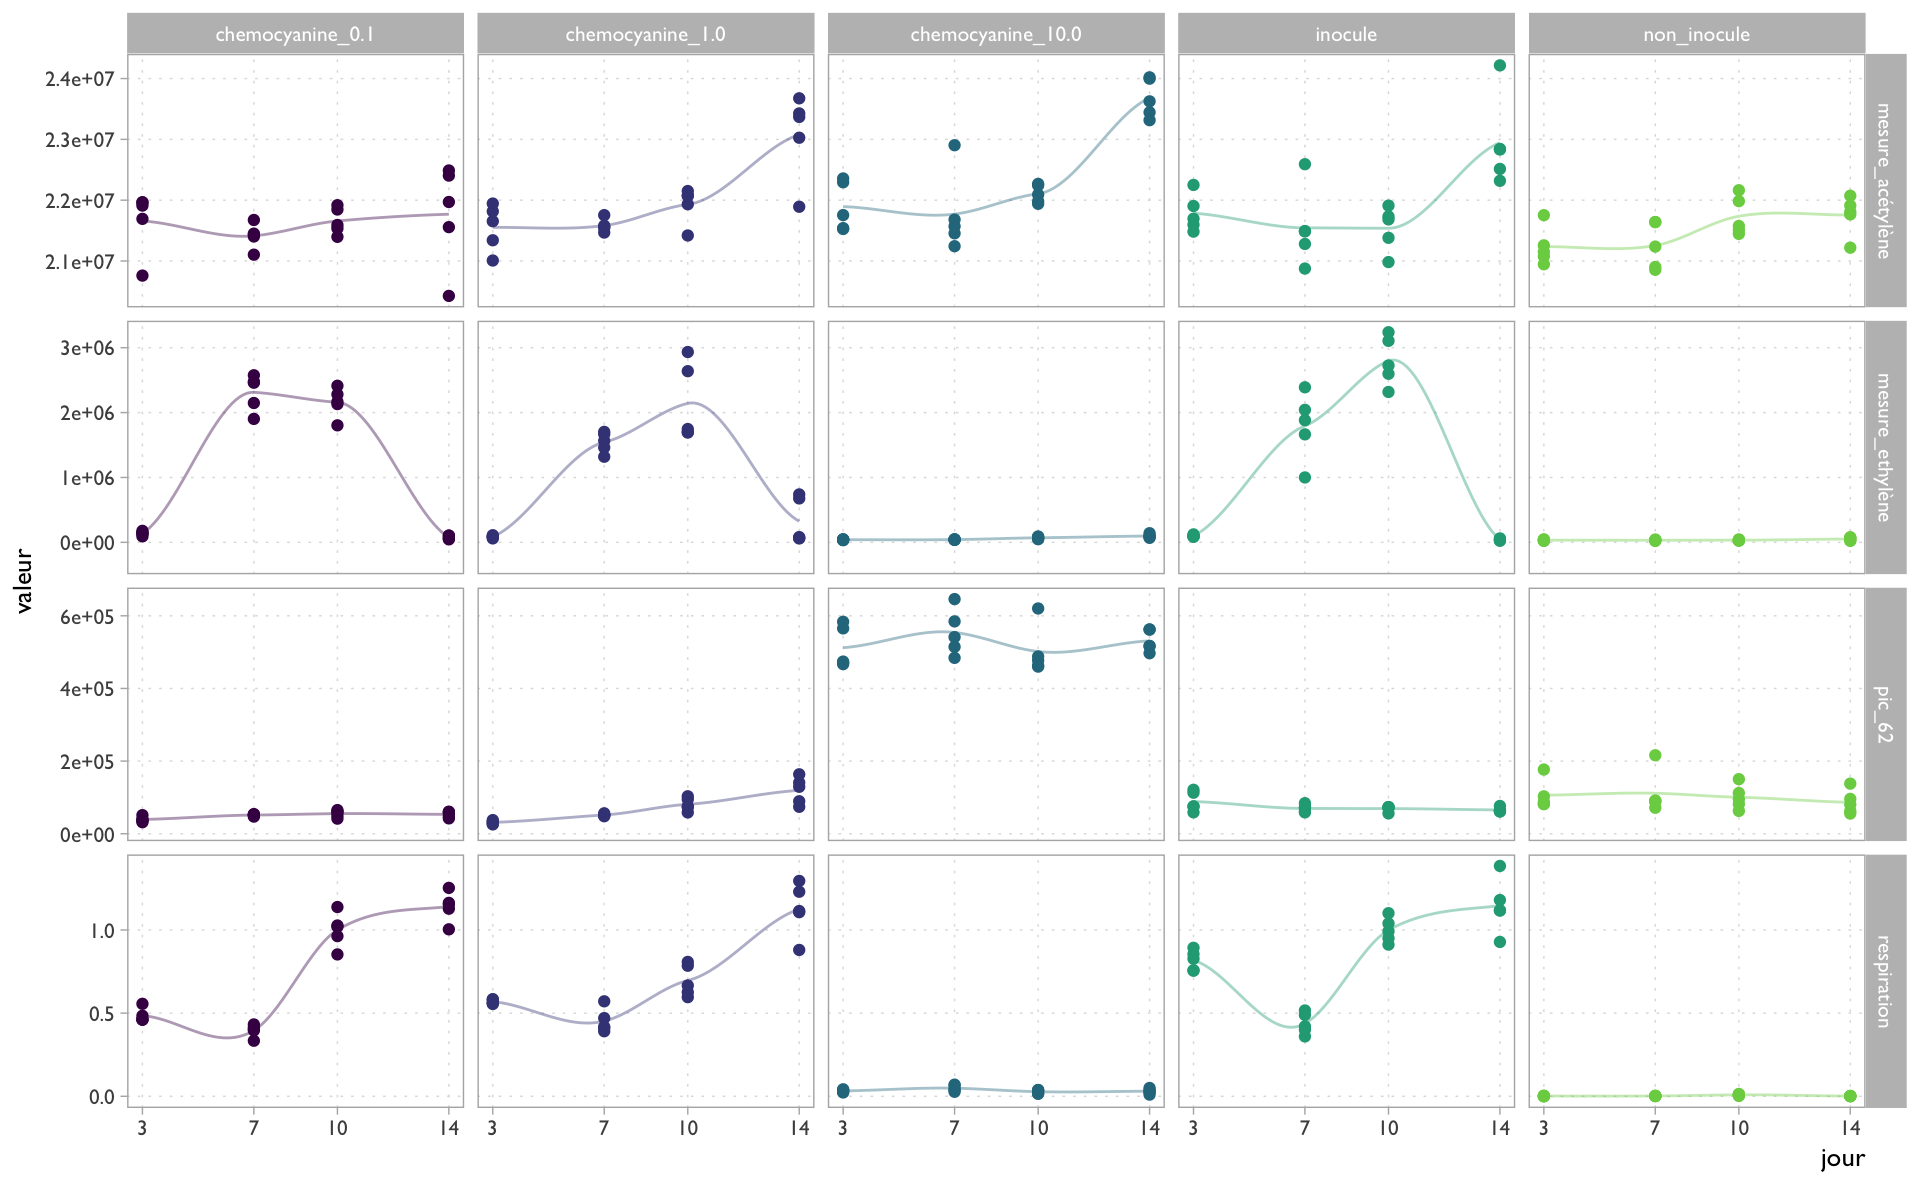 chemocyanine_0.1 chemocyanine_1.0 chemocyanine_10.0 inocule non_inocule
2.4e+07
2.3e+07
2.2e+07
2.1e+07
mesure_acétylène
3e+06
2e+06
1e+06
0e+00
mesure_ethylène
6e+05
4e+05
2e+05
0e+00
pic_62
1.0
0.5
0.0
respiration
valeur
3 7 10 14 3 7 10 14 3 7 10 14 3 7 10 14 3 7 10 14
jour